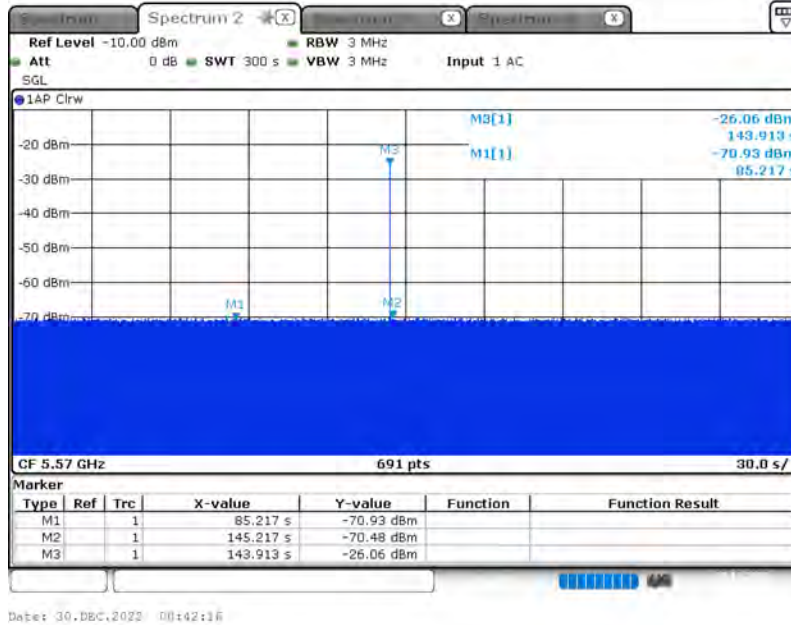 Spectrum 2
Ref Level -10.00 dBm RBW 3 MHz
Att 0 dB SWT 300 s VBW 3 MHz Input 1 AC
SGL
1AP Clrw
M3[1] -26.06 dBm
143.913 s
M1[1] -70.93 dBm
85.217 s
-20 dBm
M3
-30 dBm
-40 dBm
-50 dBm
-60 dBm
M1 M2
-70 dBm
CF 5.57 GHz 691 pts 30.0 s/
Marker
Type Ref Trc X-value Y-value Function Function Result
M1 1 85.217 s -70.93 dBm
M2 1 145.217 s -70.48 dBm
M3 1 143.913 s -26.06 dBm
Date: 30.DEC.2022 00:42:16